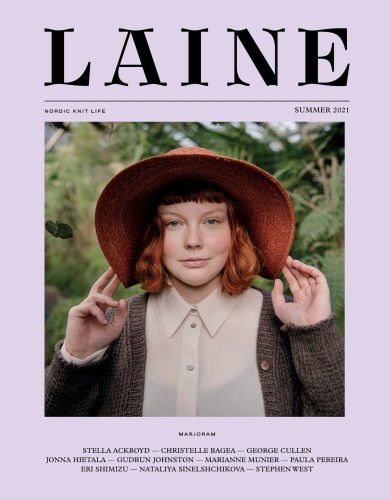 LAINE
NORDIC KNIT LIFE
SUMMER 2021
MARJORAM
STELLA ACKROYD — CHRISTELLE BAGEA — GEORGE CULLEN
JONNA HIETALA — GUDRUN JOHNSTON — MARIANNE MUNIER — PAULA PEREIRA
ERI SHIMIZU — NATALIYA SINELSHCHIKOVA — STEPHEN WEST